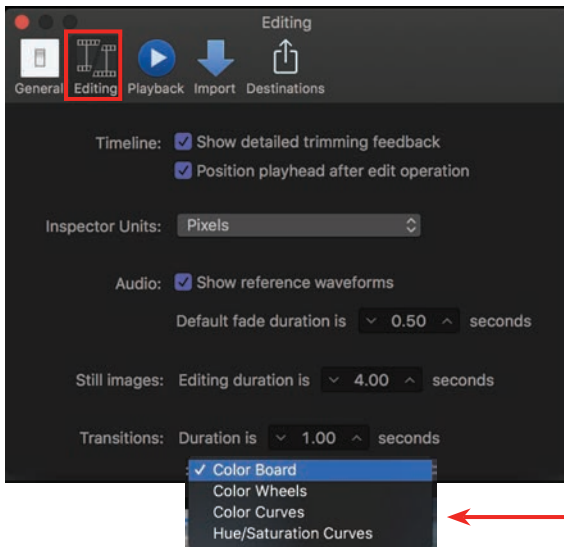 Editing
General Editing Playback Import Destinations
Timeline: Show detailed trimming feedback
Position playhead after edit operation
Inspector Units: Pixels
Audio: Show reference waveforms
Default fade duration is 0.50 seconds
Still images: Editing duration is 4.00 seconds
Transitions: Duration is 1.00 seconds
Color Board
Color Wheels
Color Curves
Hue/Saturation Curves